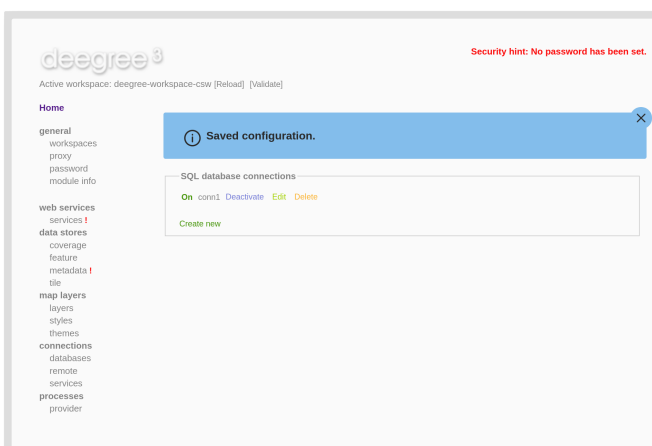 deegree 3
Security hint: No password has been set.
Active workspace: deegree-workspace-csw [Reload] [Validate]
Home
general
workspaces
proxy
password
module info
web services
services !
data stores
coverage
feature
metadata !
tile
map layers
layers
styles
themes
connections
databases
remote
services
processes
provider
Saved configuration.
SQL database connections
On conn1 Deactivate Edit Delete
Create new